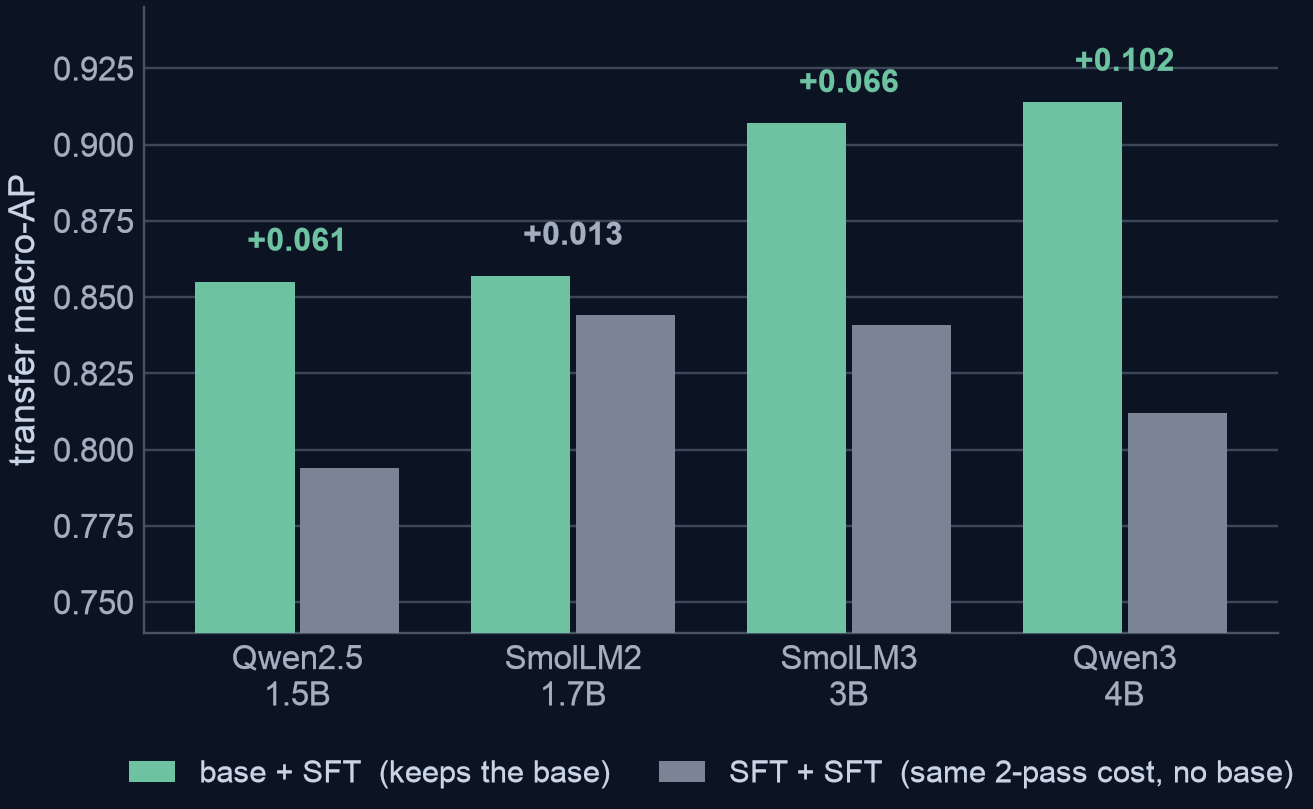 transfer macro-AP
0.925
0.900
0.875
0.850
0.825
0.800
0.775
0.750
+0.061
+0.013
+0.066
+0.102
Qwen2.5
1.5B
SmolLM2
1.7B
SmolLM3
3B
Qwen3
4B
base + SFT (keeps the base)
SFT + SFT (same 2-pass cost, no base)